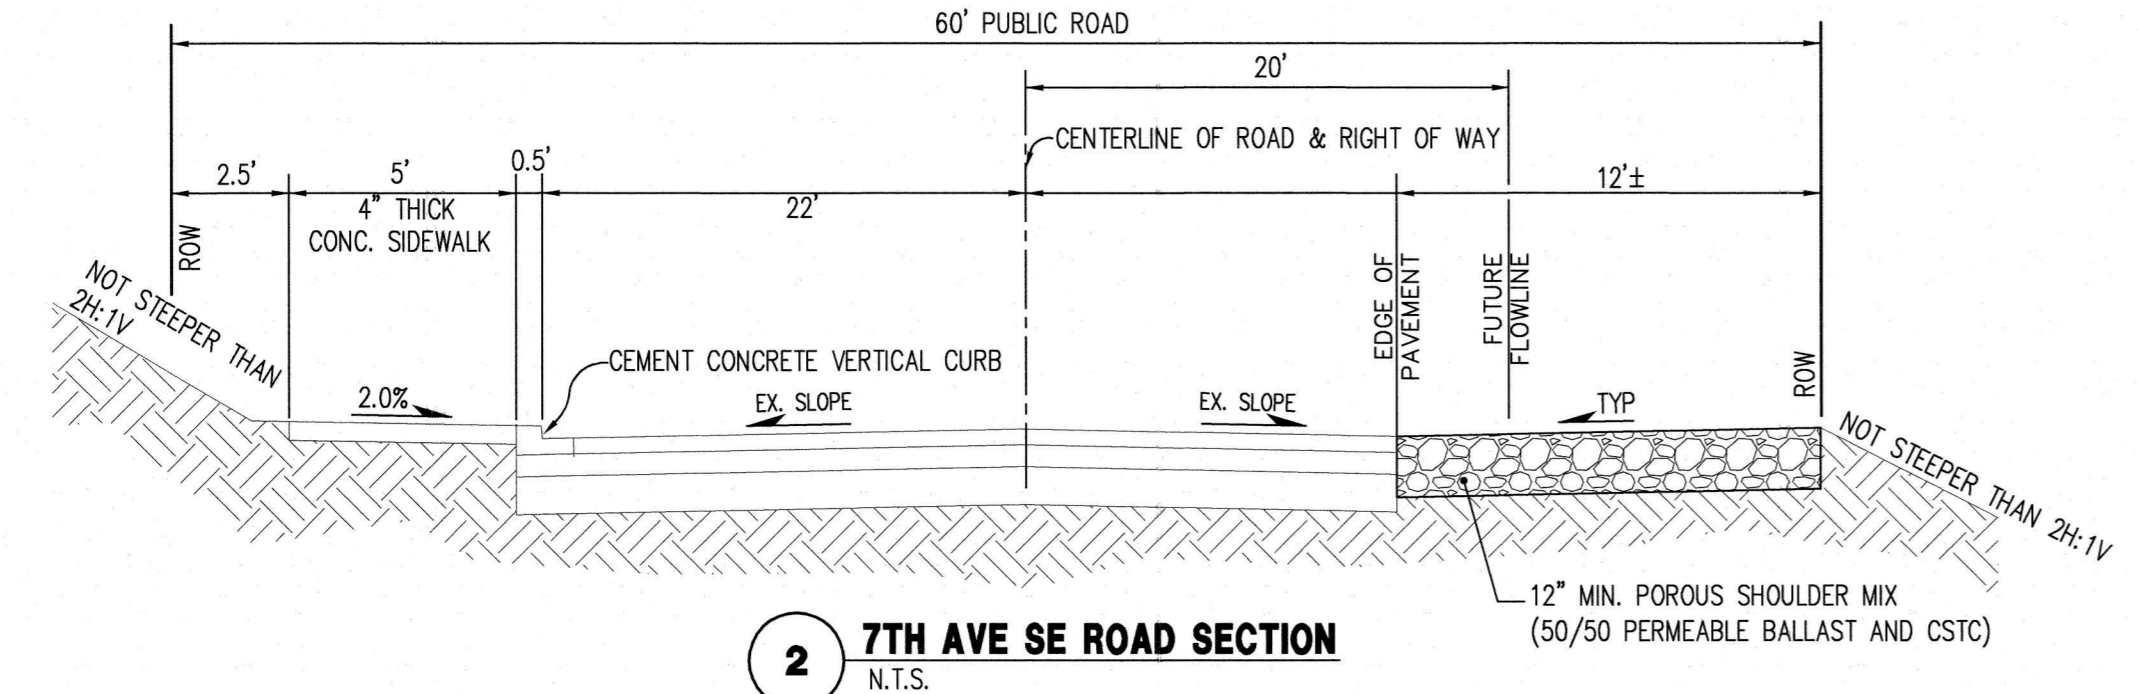 60' PUBLIC ROAD
20'
CENTERLINE OF ROAD & RIGHT OF WAY
2.5'
5'
0.5'
22'
12'±
4" THICK
CONC. SIDEWALK
ROW
NOT STEEPER THAN
2H:1V
EDGE OF
PAVEMENT
FUTURE
FLOWLINE
ROW
CEMENT CONCRETE VERTICAL CURB
2.0%
EX. SLOPE
EX. SLOPE
TYP
NOT STEEPER THAN 2H:1V
12" MIN. POROUS SHOULDER MIX
(50/50 PERMEABLE BALLAST AND CSTC)
2
7TH AVE SE ROAD SECTION
N.T.S.